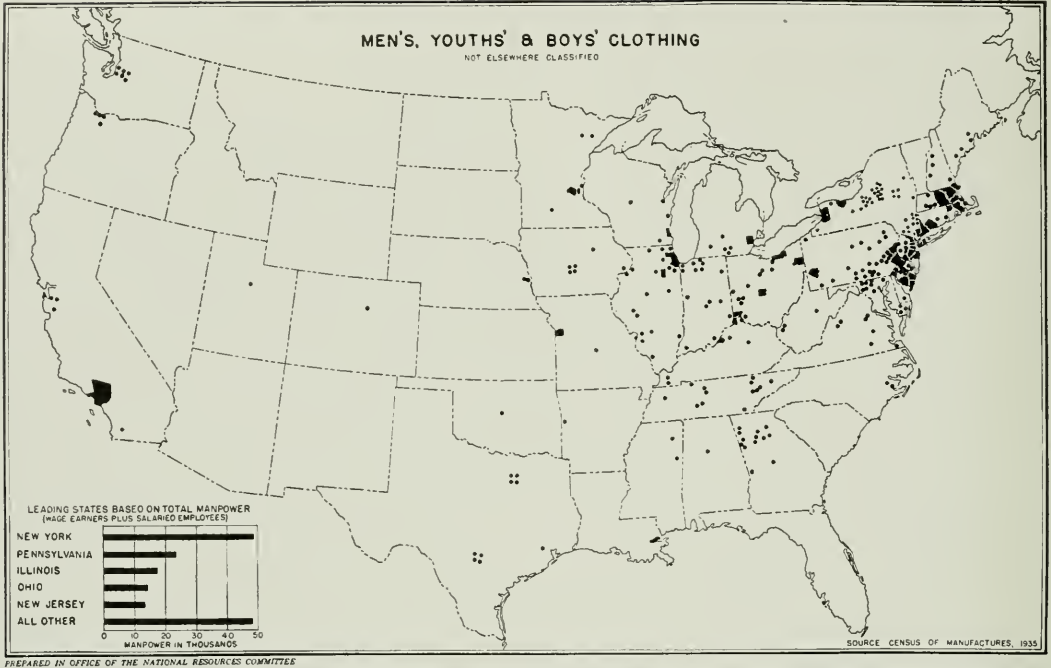 MEN'S, YOUTHS' & BOYS' CLOTHING
NOT ELSEWHERE CLASSIFIED
LEADING STATES BASED ON TOTAL MANPOWER
(WAGE EARNERS PLUS SALARIED EMPLOYEES)
NEW YORK
PENNSYLVANIA
ILLINOIS
OHIO
NEW JERSEY
ALL OTHER
0 10 20 30 40 50
MANPOWER IN THOUSANDS
SOURCE CENSUS OF MANUFACTURES, 1935
PREPARED IN OFFICE OF THE NATIONAL RESOURCES COMMITTEE